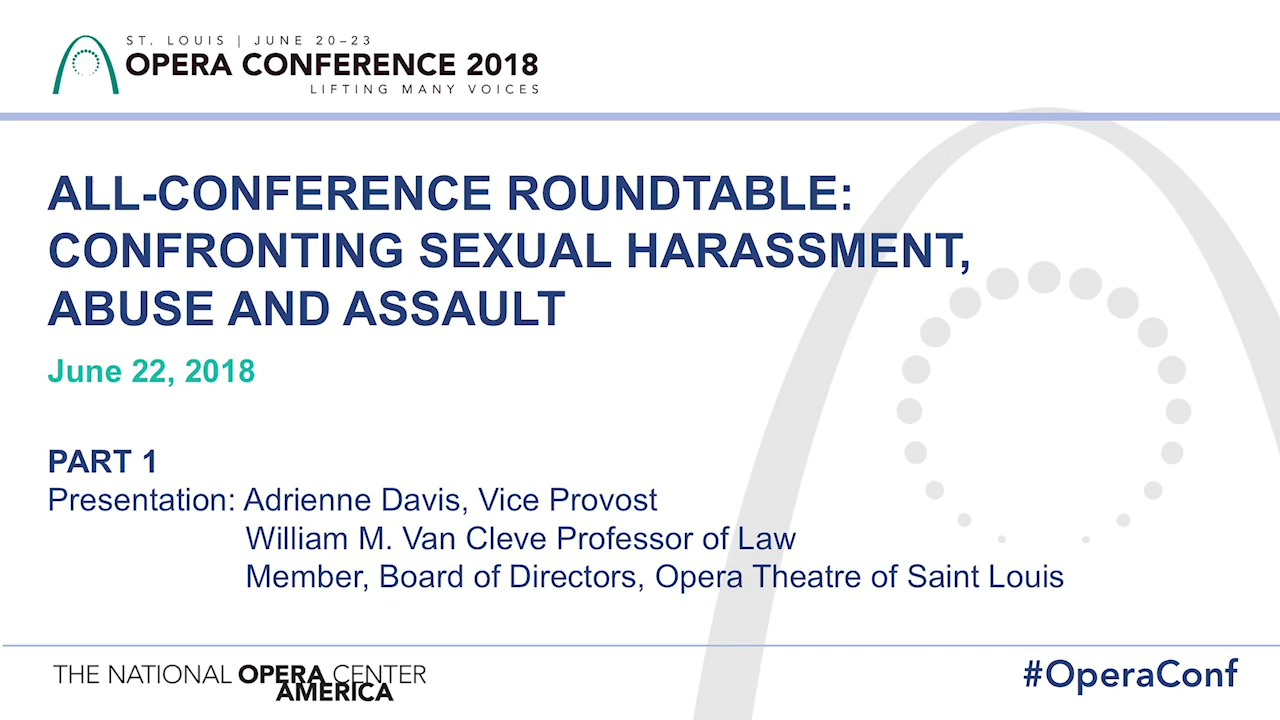 ST. LOUIS | JUNE 20–23
OPERA CONFERENCE 2018
LIFTING MANY VOICES
ALL-CONFERENCE ROUNDTABLE:
CONFRONTING SEXUAL HARASSMENT,
ABUSE AND ASSAULT
June 22, 2018
PART 1
Presentation: Adrienne Davis, Vice Provost
William M. Van Cleve Professor of Law
Member, Board of Directors, Opera Theatre of Saint Louis
THE NATIONAL OPERA CENTER
AMERICA
#OperaConf